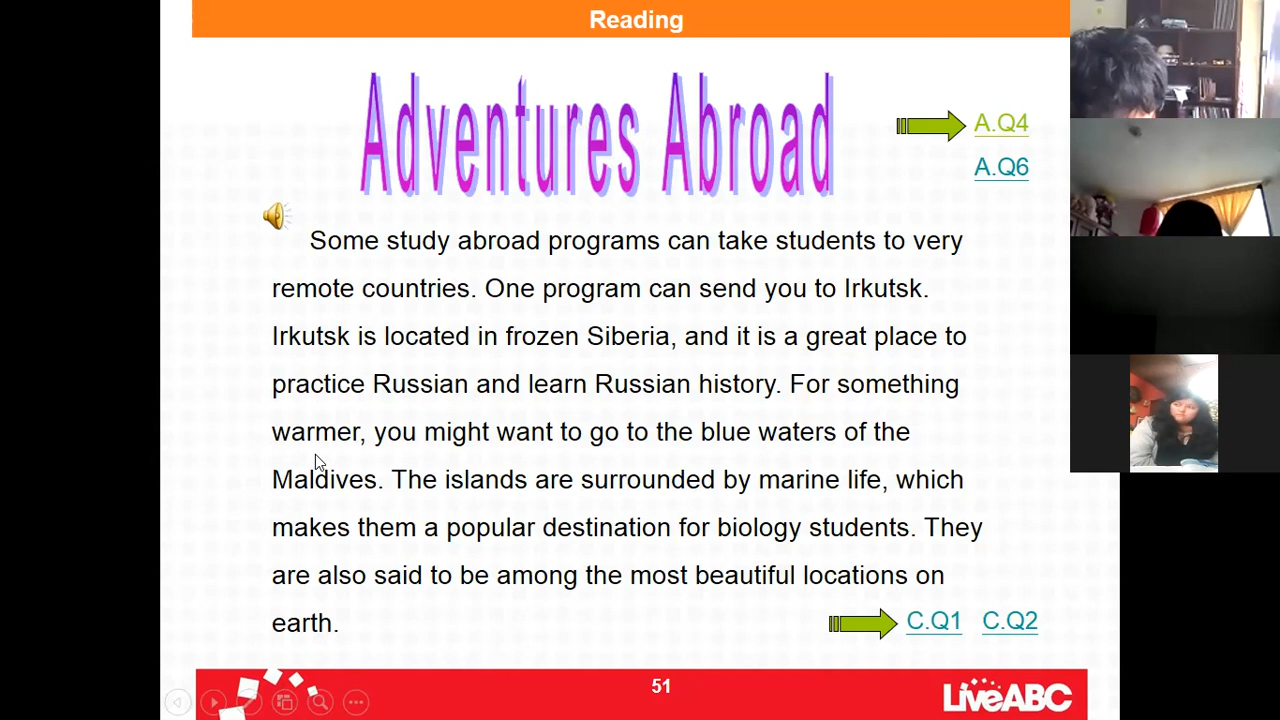 Reading
Adventures Abroad
A.Q4
A.Q6
Some study abroad programs can take students to very
remote countries. One program can send you to Irkutsk.
Irkutsk is located in frozen Siberia, and it is a great place to
practice Russian and learn Russian history. For something
warmer, you might want to go to the blue waters of the
Maldives. The islands are surrounded by marine life, which
makes them a popular destination for biology students. They
are also said to be among the most beautiful locations on
earth.
C.Q1 C.Q2
51
LiveABC